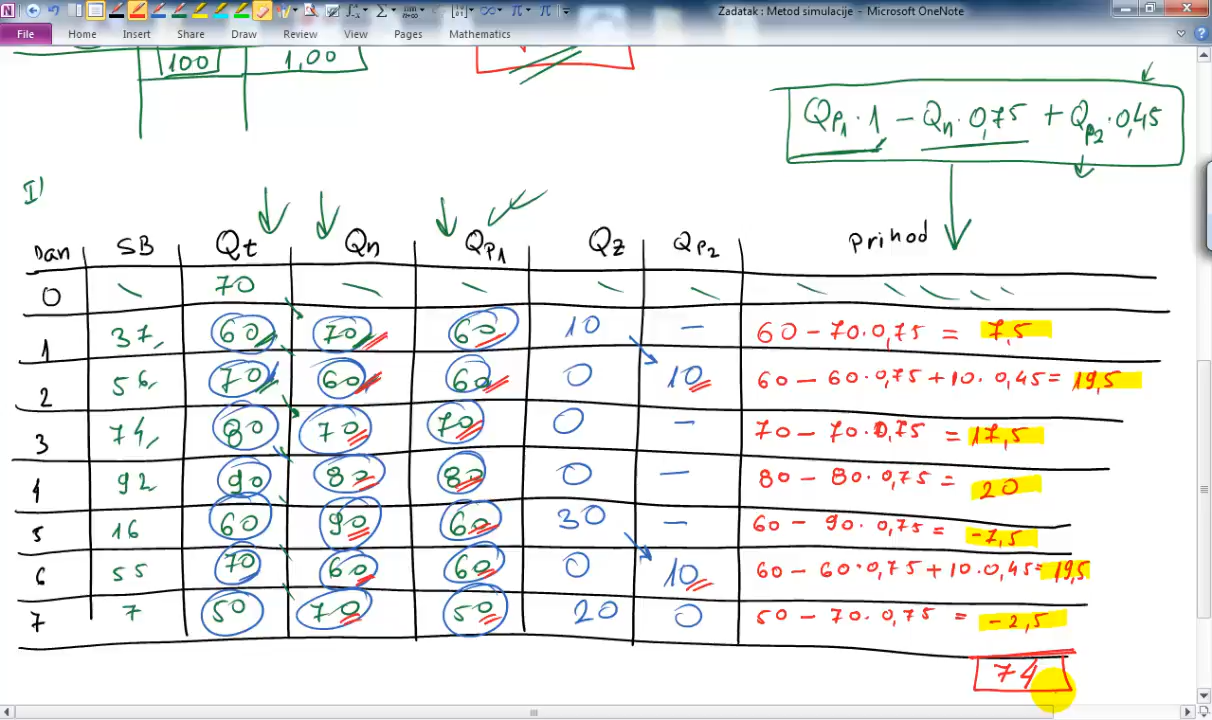 Zadatak : Metod simulacije - Microsoft OneNote
File Home Insert Share Draw Review View Pages Mathematics
100 1,00
Qp1 · 1 - Qn · 0,75 + Qp2 · 0,45
I)
Dan SB Qt Qn Qp1 Qz Qp2 prihod
0 \ 70 \ \ \ \ \ \ \ \ \
1 37 60 70 60 10 - 60 - 70·0,75 = 7,5
2 56 70 60 60 0 10 60 - 60·0,75 + 10·0,45 = 19,5
3 74 80 70 70 0 - 70 - 70·0,75 = 17,5
4 92 90 80 80 0 - 80 - 80·0,75 = 20
5 16 60 90 60 30 - 60 - 90·0,75 = -7,5
6 55 70 60 60 0 10 60 - 60·0,75 + 10·0,45 = 19,5
7 7 50 70 50 20 0 50 - 70·0,75 = -2,5
74